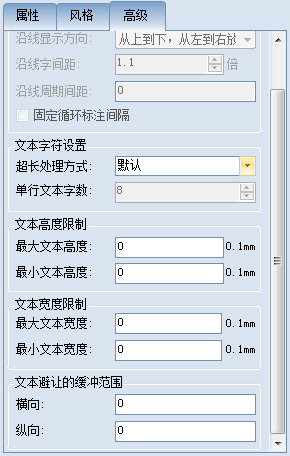 属性 风格 高级
沿线显示方向: 从上到下，从左到右放
沿线字间距: 1.1 倍
沿线周期间距: 0
固定循环标注间隔
文本字符设置
超长处理方式: 默认
单行文本字数: 8
文本高度限制
最大文本高度: 0 0.1mm
最小文本高度: 0 0.1mm
文本宽度限制
最大文本宽度: 0 0.1mm
最小文本宽度: 0 0.1mm
文本避让的缓冲范围
横向: 0
纵向: 0